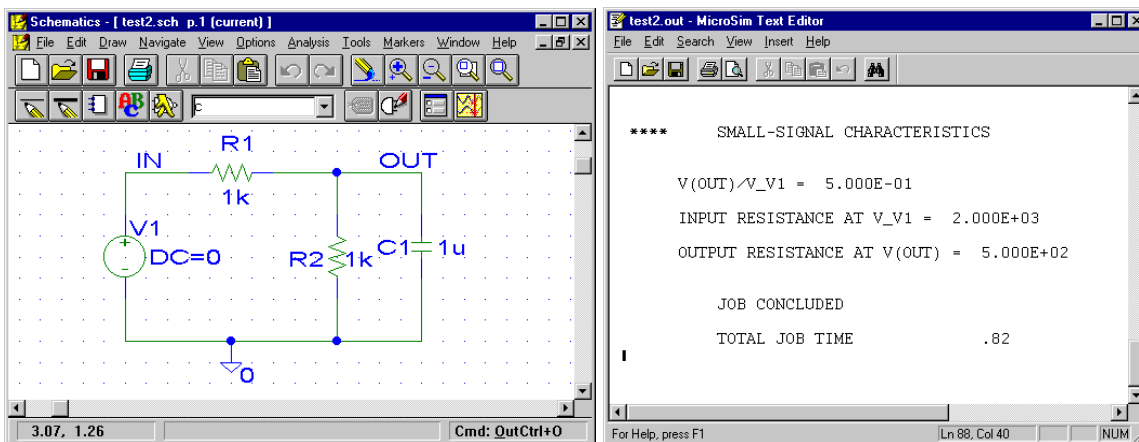 Schematics - [ test2.sch p.1 (current) ]
File Edit Draw Navigate View Options Analysis Tools Markers Window Help
ABC
c
R1
IN
OUT
1k
V1
DC=0
R2
1k
C1
1u
0
3.07, 1.26
Cmd: OutCtrl+O
test2.out - MicroSim Text Editor
File Edit Search View Insert Help
**** SMALL-SIGNAL CHARACTERISTICS
V(OUT)/V_V1 = 5.000E-01
INPUT RESISTANCE AT V_V1 = 2.000E+03
OUTPUT RESISTANCE AT V(OUT) = 5.000E+02
JOB CONCLUDED
TOTAL JOB TIME .82
For Help, press F1
Ln 88, Col 40
NUM